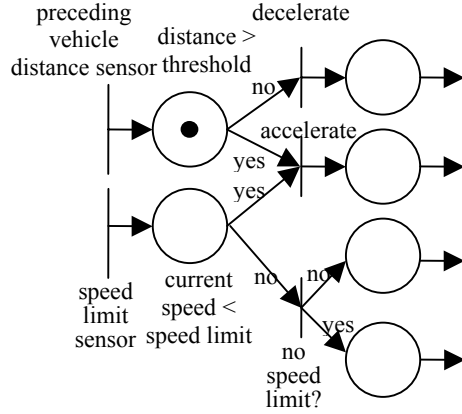 preceding
vehicle
distance sensor
distance >
threshold
decelerate
no
accelerate
yes
yes
no
no
yes
speed
limit
sensor
current
speed <
speed limit
no
speed
limit?